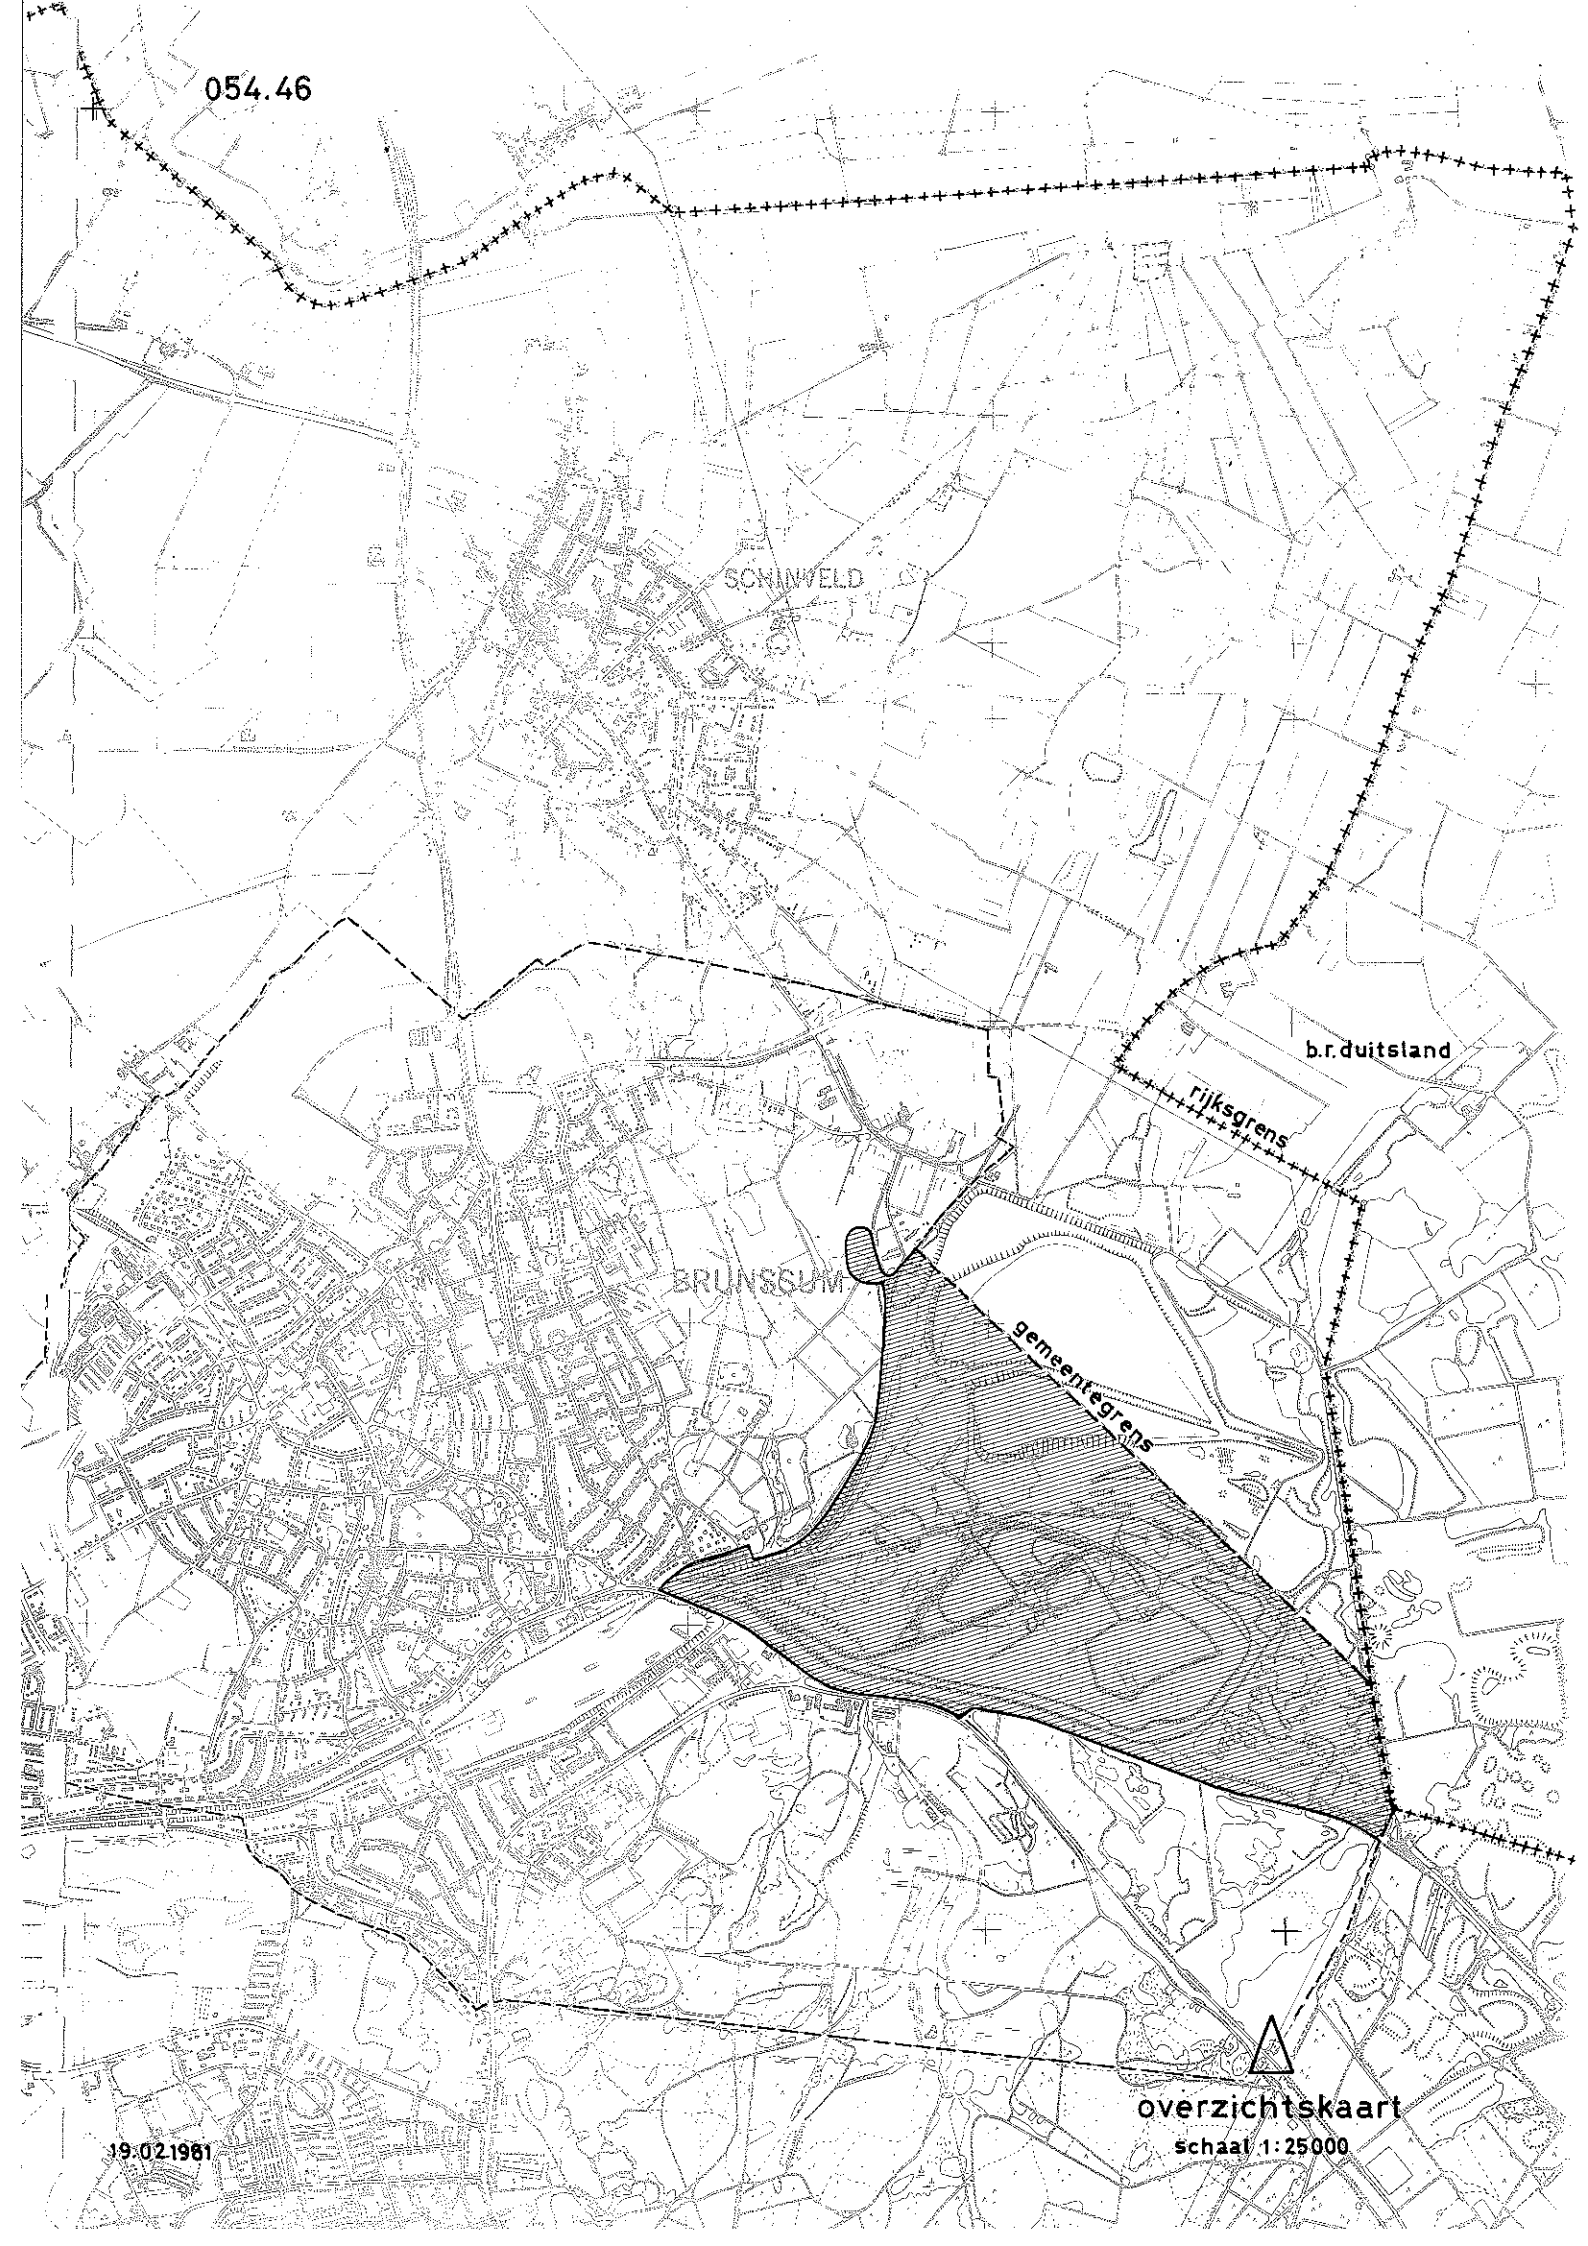 054.46
SCHINVELD
b.r.duitsland
rijksgrens
BRUNSSUM
gemeentegrens
overzichtskaart
schaal 1:25000
19.02.1981